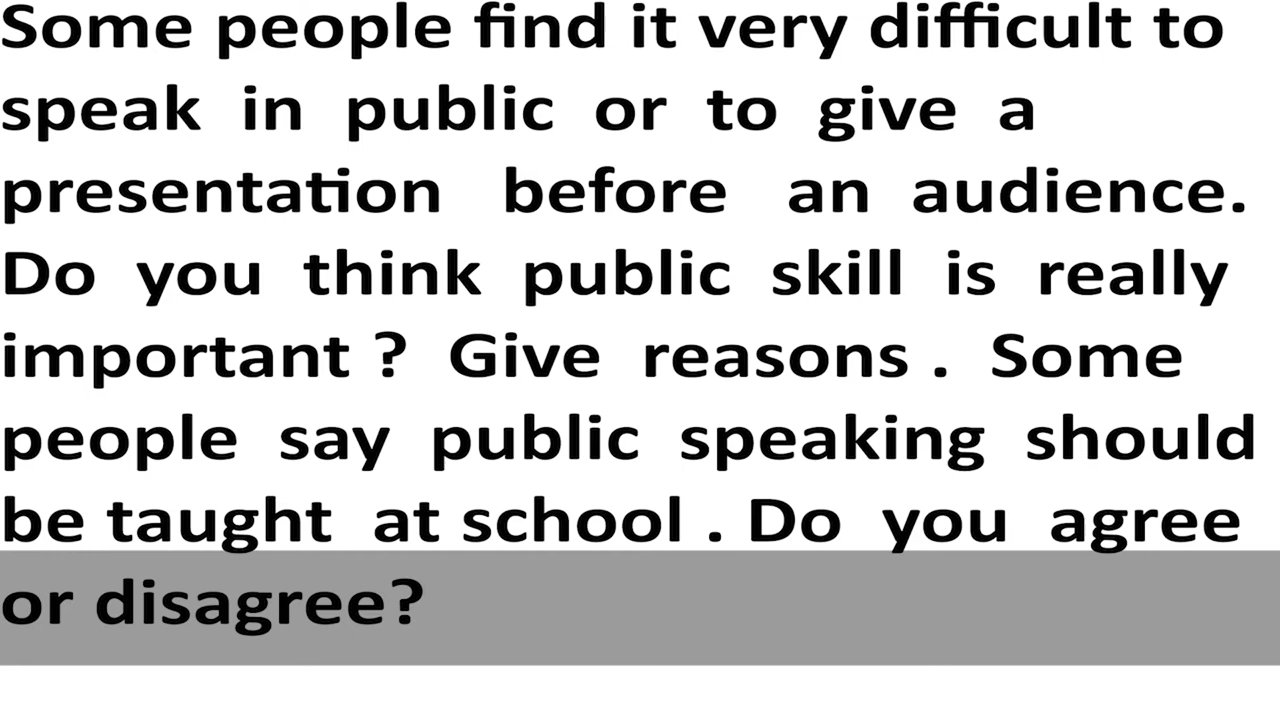 Some people find it very difficult to
speak in public or to give a
presentation before an audience.
Do you think public skill is really
important ? Give reasons . Some
people say public speaking should
be taught at school . Do you agree
or disagree?